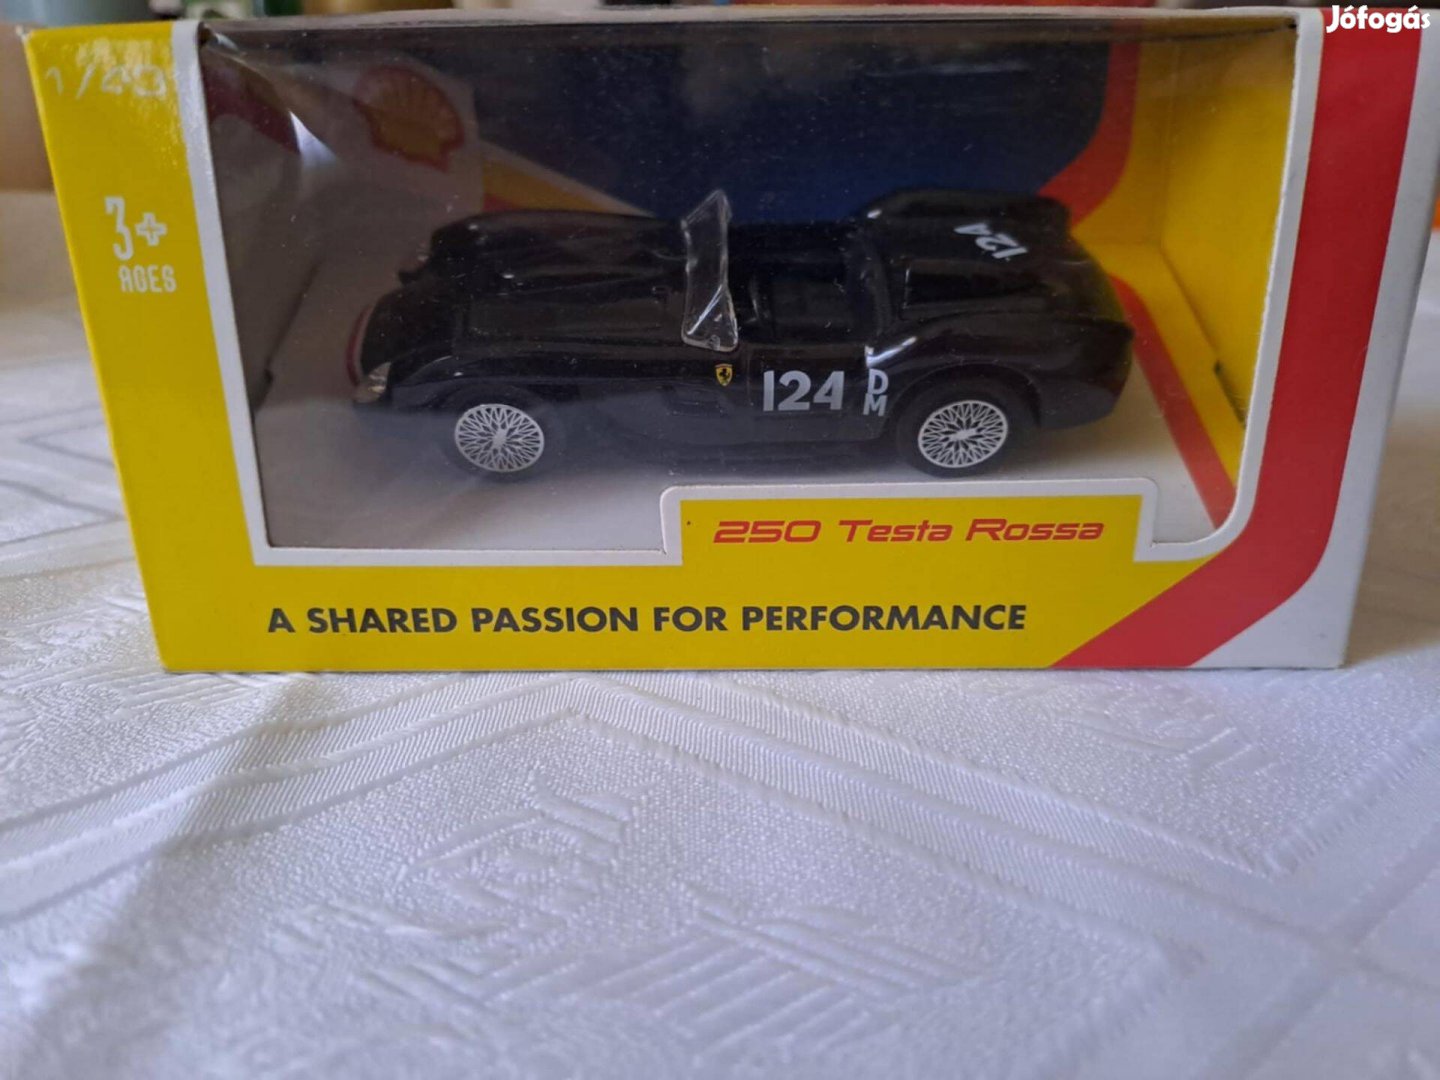 Jófogás
3+
AGES
124
124
DM
250 Testa Rossa
A SHARED PASSION FOR PERFORMANCE